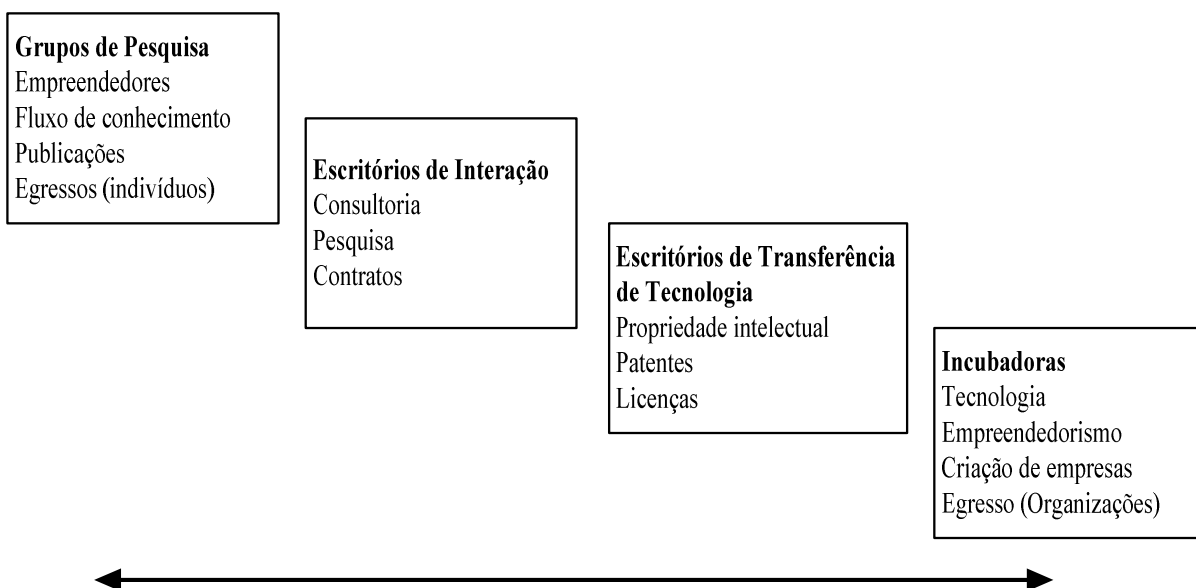 Grupos de Pesquisa
Empreendedores
Fluxo de conhecimento
Publicações
Egressos (indivíduos)
Escritórios de Interação
Consultoria
Pesquisa
Contratos
Escritórios de Transferência
de Tecnologia
Propriedade intelectual
Patentes
Licenças
Incubadoras
Tecnologia
Empreendedorismo
Criação de empresas
Egresso (Organizações)